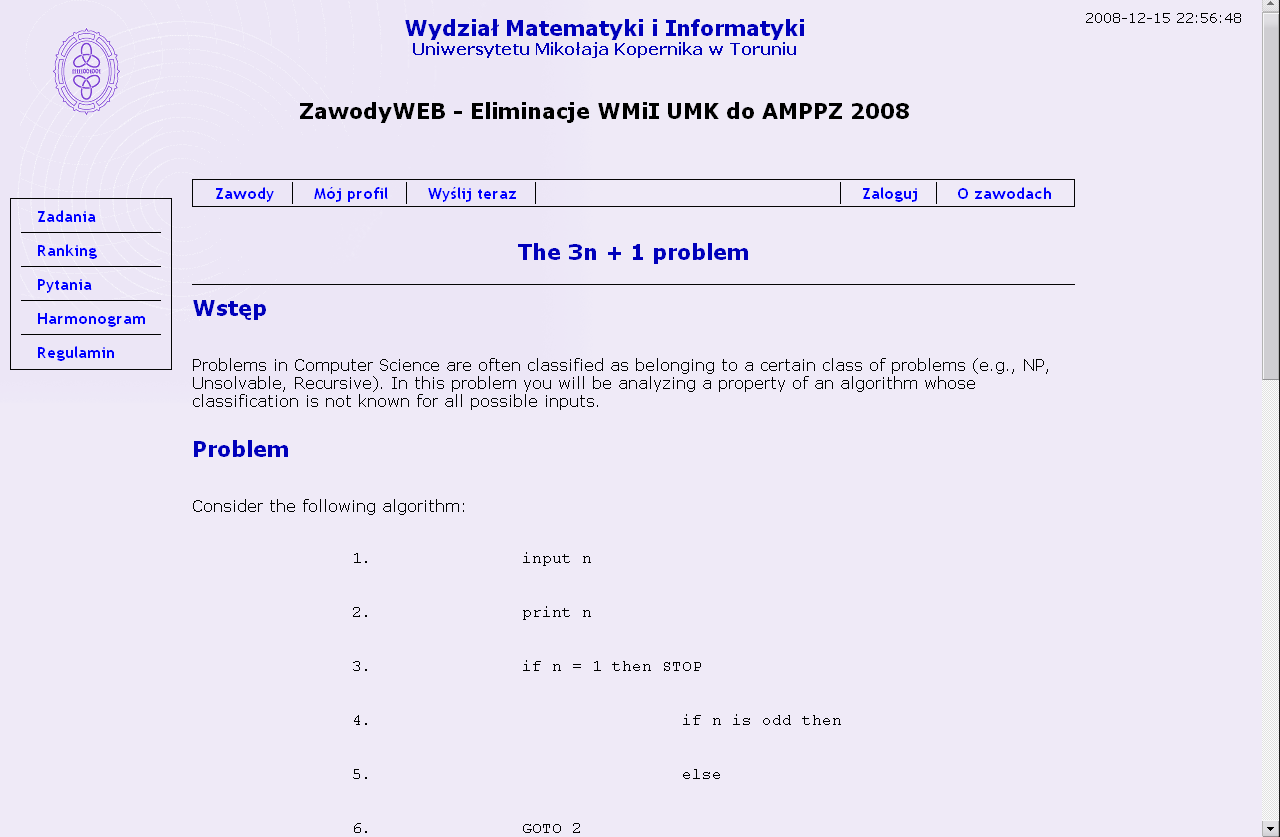 2008-12-15 22:56:48
Wydział Matematyki i Informatyki
Uniwersytetu Mikołaja Kopernika w Toruniu
ZawodyWEB - Eliminacje WMiI UMK do AMPPZ 2008
Zawody Mój profil Wyślij teraz Zaloguj O zawodach
Zadania
Ranking
Pytania
Harmonogram
Regulamin
The 3n + 1 problem
Wstęp
Problems in Computer Science are often classified as belonging to a certain class of problems (e.g., NP,
Unsolvable, Recursive). In this problem you will be analyzing a property of an algorithm whose
classification is not known for all possible inputs.
Problem
Consider the following algorithm:
1. input n
2. print n
3. if n = 1 then STOP
4. if n is odd then
5. else
6. GOTO 2